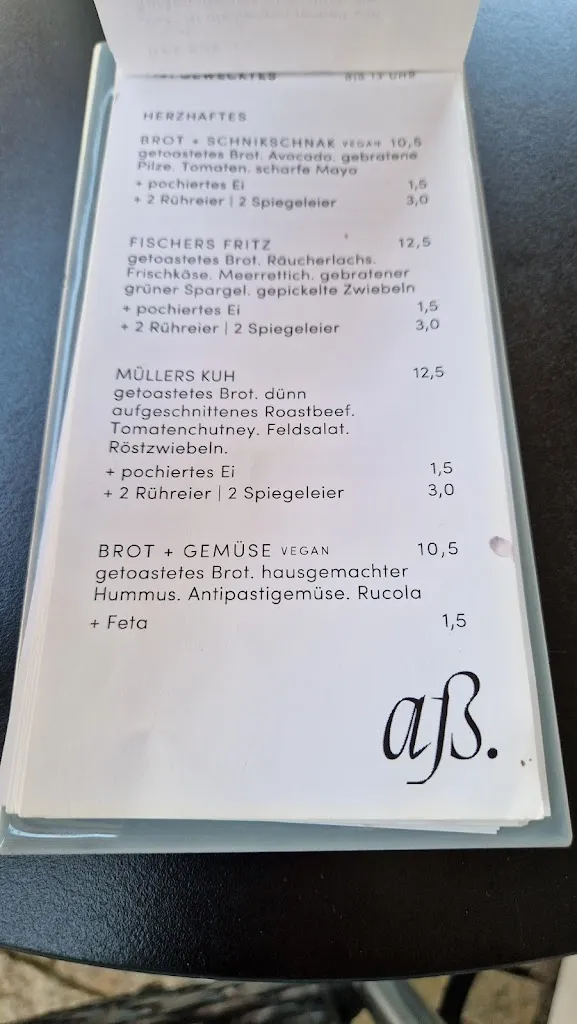 BIS 17 UHR
HERZHAFTES
BROT + SCHNIKSCHNAK VEGAN 10,5
getoastetes Brot. Avocado. gebratene
Pilze. Tomaten. scharfe Mayo
+ pochiertes Ei 1,5
+ 2 Rühreier | 2 Spiegeleier 3,0
FISCHERS FRITZ 12,5
getoastetes Brot. Räucherlachs.
Frischkäse. Meerrettich. gebratener
grüner Spargel. gepickelte Zwiebeln
+ pochiertes Ei 1,5
+ 2 Rühreier | 2 Spiegeleier 3,0
MÜLLERS KUH 12,5
getoastetes Brot. dünn
aufgeschnittenes Roastbeef.
Tomatenchutney. Feldsalat.
Röstzwiebeln.
+ pochiertes Ei 1,5
+ 2 Rühreier | 2 Spiegeleier 3,0
BROT + GEMÜSE VEGAN 10,5
getoastetes Brot. hausgemachter
Hummus. Antipastigemüse. Rucola
+ Feta 1,5
aß.